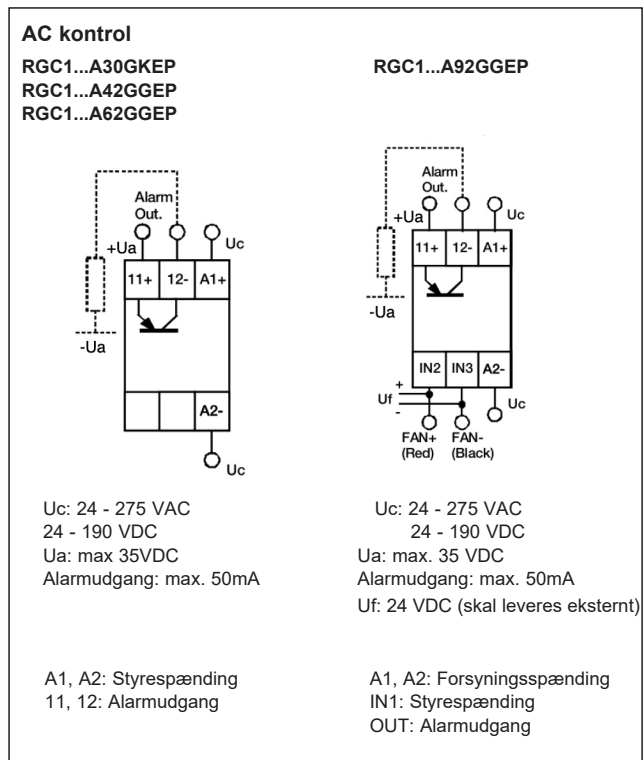 AC kontrol
RGC1...A30GKEP
RGC1...A42GGEP
RGC1...A62GGEP
Alarm
Out.
+Ua
Uc
11+ 12- A1+
-Ua
A2-
Uc
Uc: 24 - 275 VAC
24 - 190 VDC
Ua: max 35VDC
Alarmudgang: max. 50mA
A1, A2: Styrespænding
11, 12: Alarmudgang
RGC1...A92GGEP
Alarm
Out.
+Ua
Uc
11+ 12- A1+
-Ua
IN2 IN3 A2-
+
Uf
-
Uc
FAN+ FAN-
(Red) (Black)
Uc: 24 - 275 VAC
24 - 190 VDC
Ua: max. 35 VDC
Alarmudgang: max. 50mA
Uf: 24 VDC (skal leveres eksternt)
A1, A2: Forsyningsspænding
IN1: Styrespænding
OUT: Alarmudgang